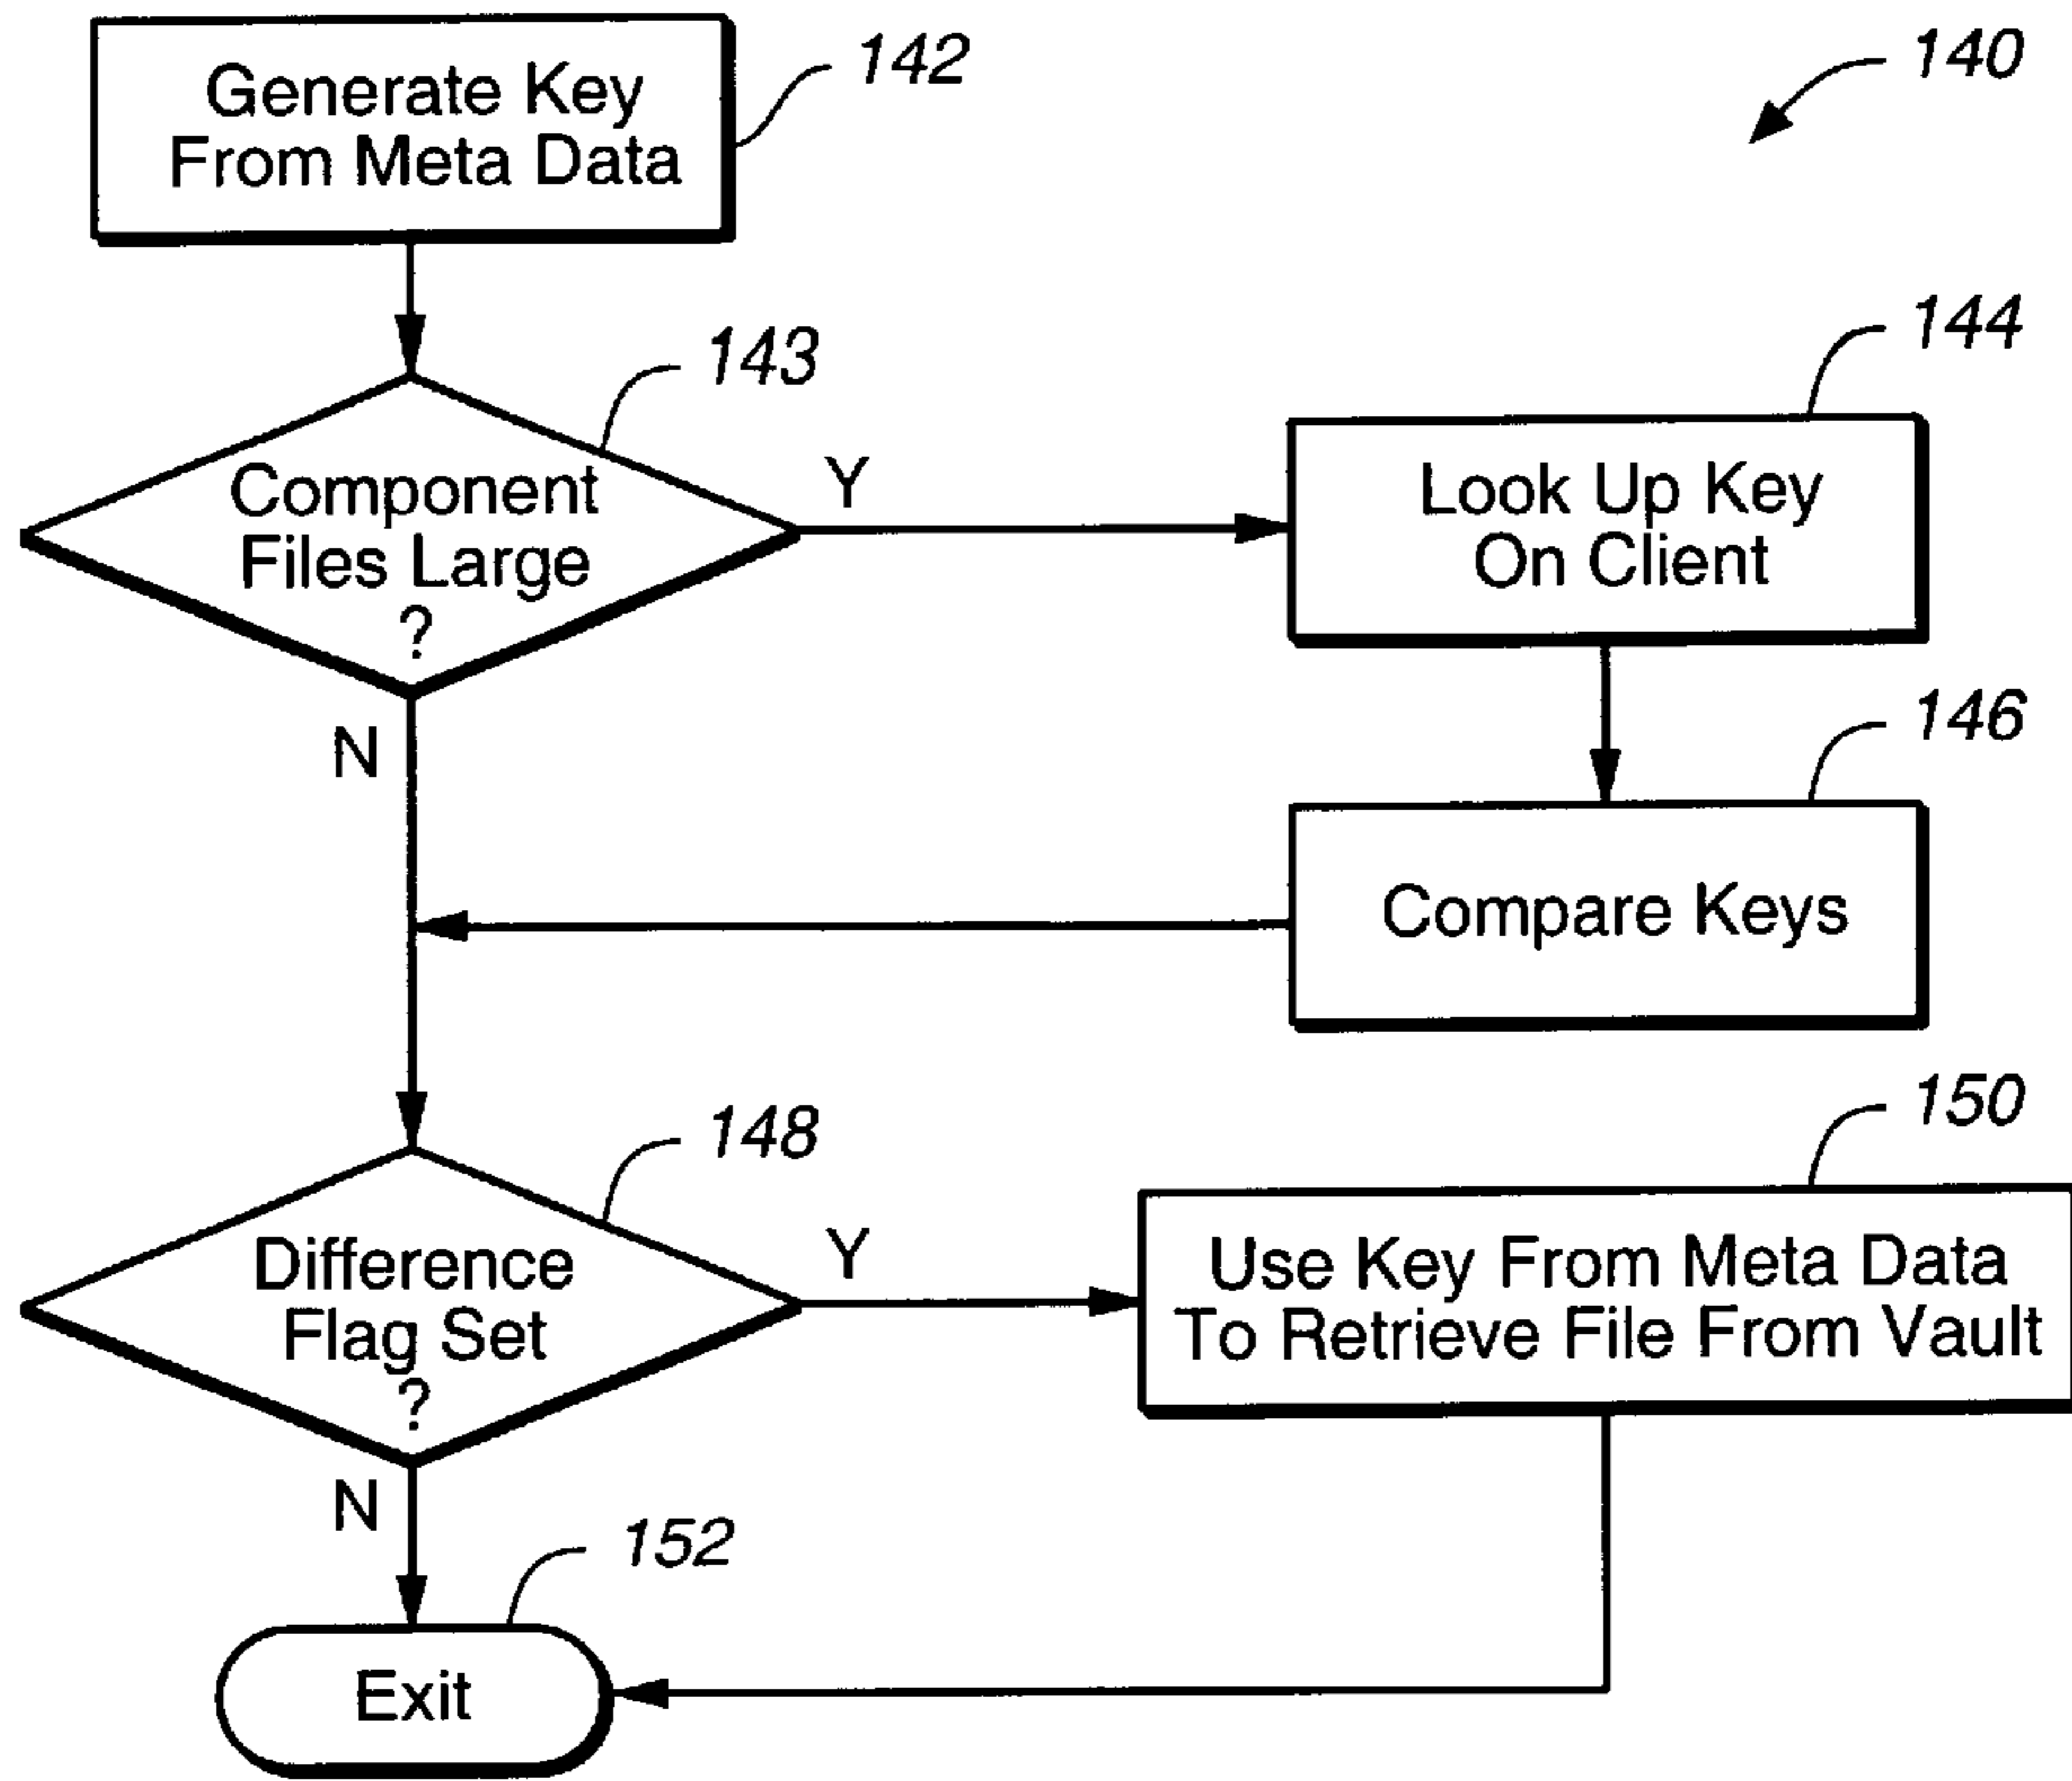 Generate Key
From Meta Data
142
140
143
Component
Files Large
?
Y
N
144
Look Up Key
On Client
146
Compare Keys
148
Difference
Flag Set
?
Y
N
150
Use Key From Meta Data
To Retrieve File From Vault
152
Exit